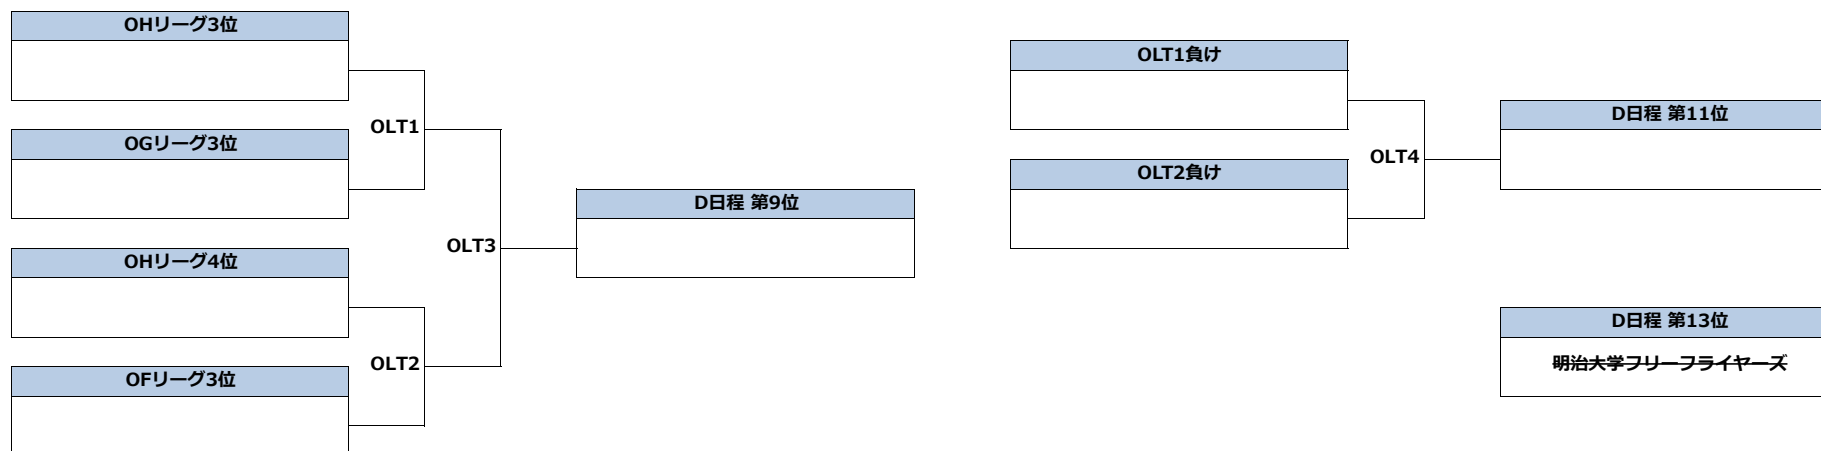 OHリーグ3位
OLT1
OGリーグ3位
OLT3
D日程 第9位
OHリーグ4位
OLT2
OFリーグ3位
OLT1負け
OLT4
OLT2負け
D日程 第11位
D日程 第13位
明治大学フリーフライヤーズ